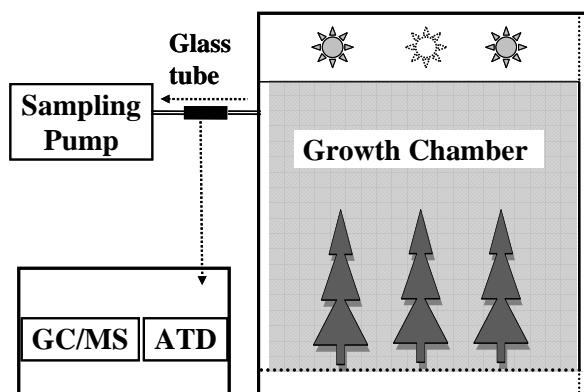 Glass
tube
Sampling
Pump
Growth Chamber
GC/MS
ATD